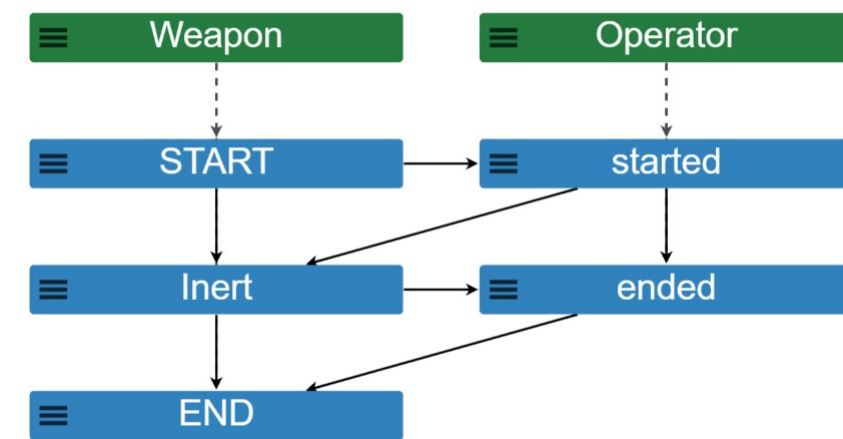 Weapon
Operator
START
started
Inert
ended
END